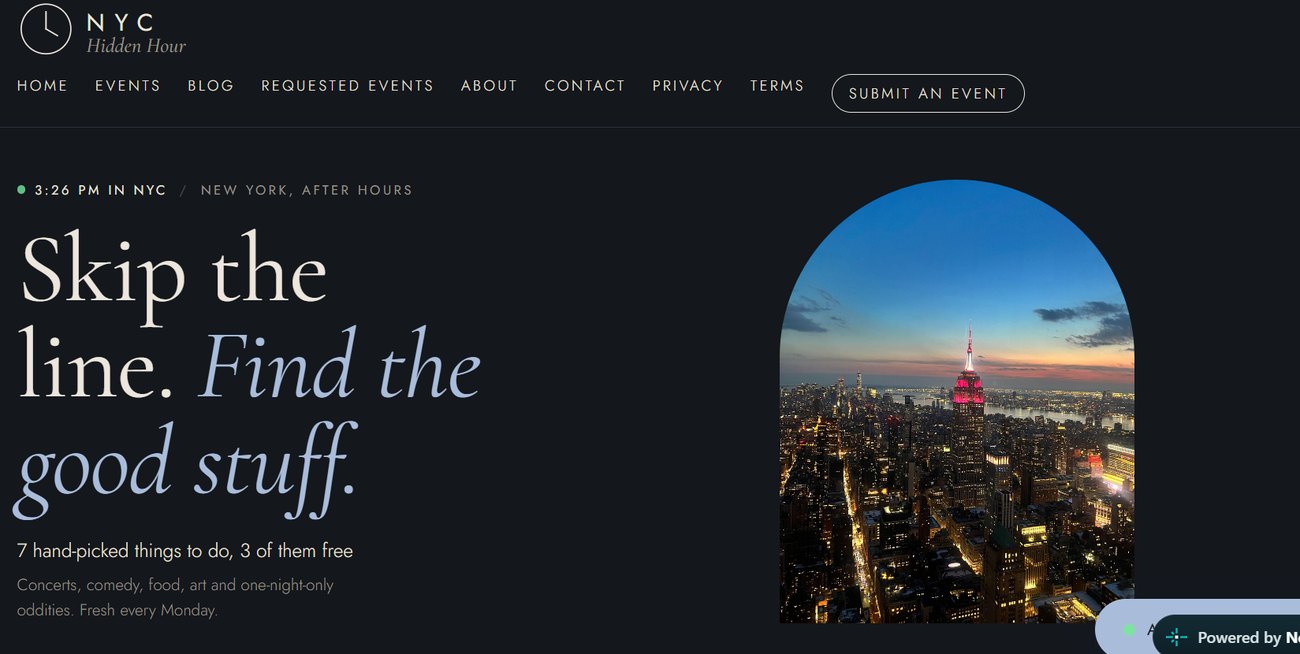 NYC
Hidden Hour
HOME EVENTS BLOG REQUESTED EVENTS ABOUT CONTACT PRIVACY TERMS SUBMIT AN EVENT
3:26 PM IN NYC / NEW YORK, AFTER HOURS
Skip the
line. Find the
good stuff.
7 hand-picked things to do, 3 of them free
Concerts, comedy, food, art and one-night-only
oddities. Fresh every Monday.
Powered by